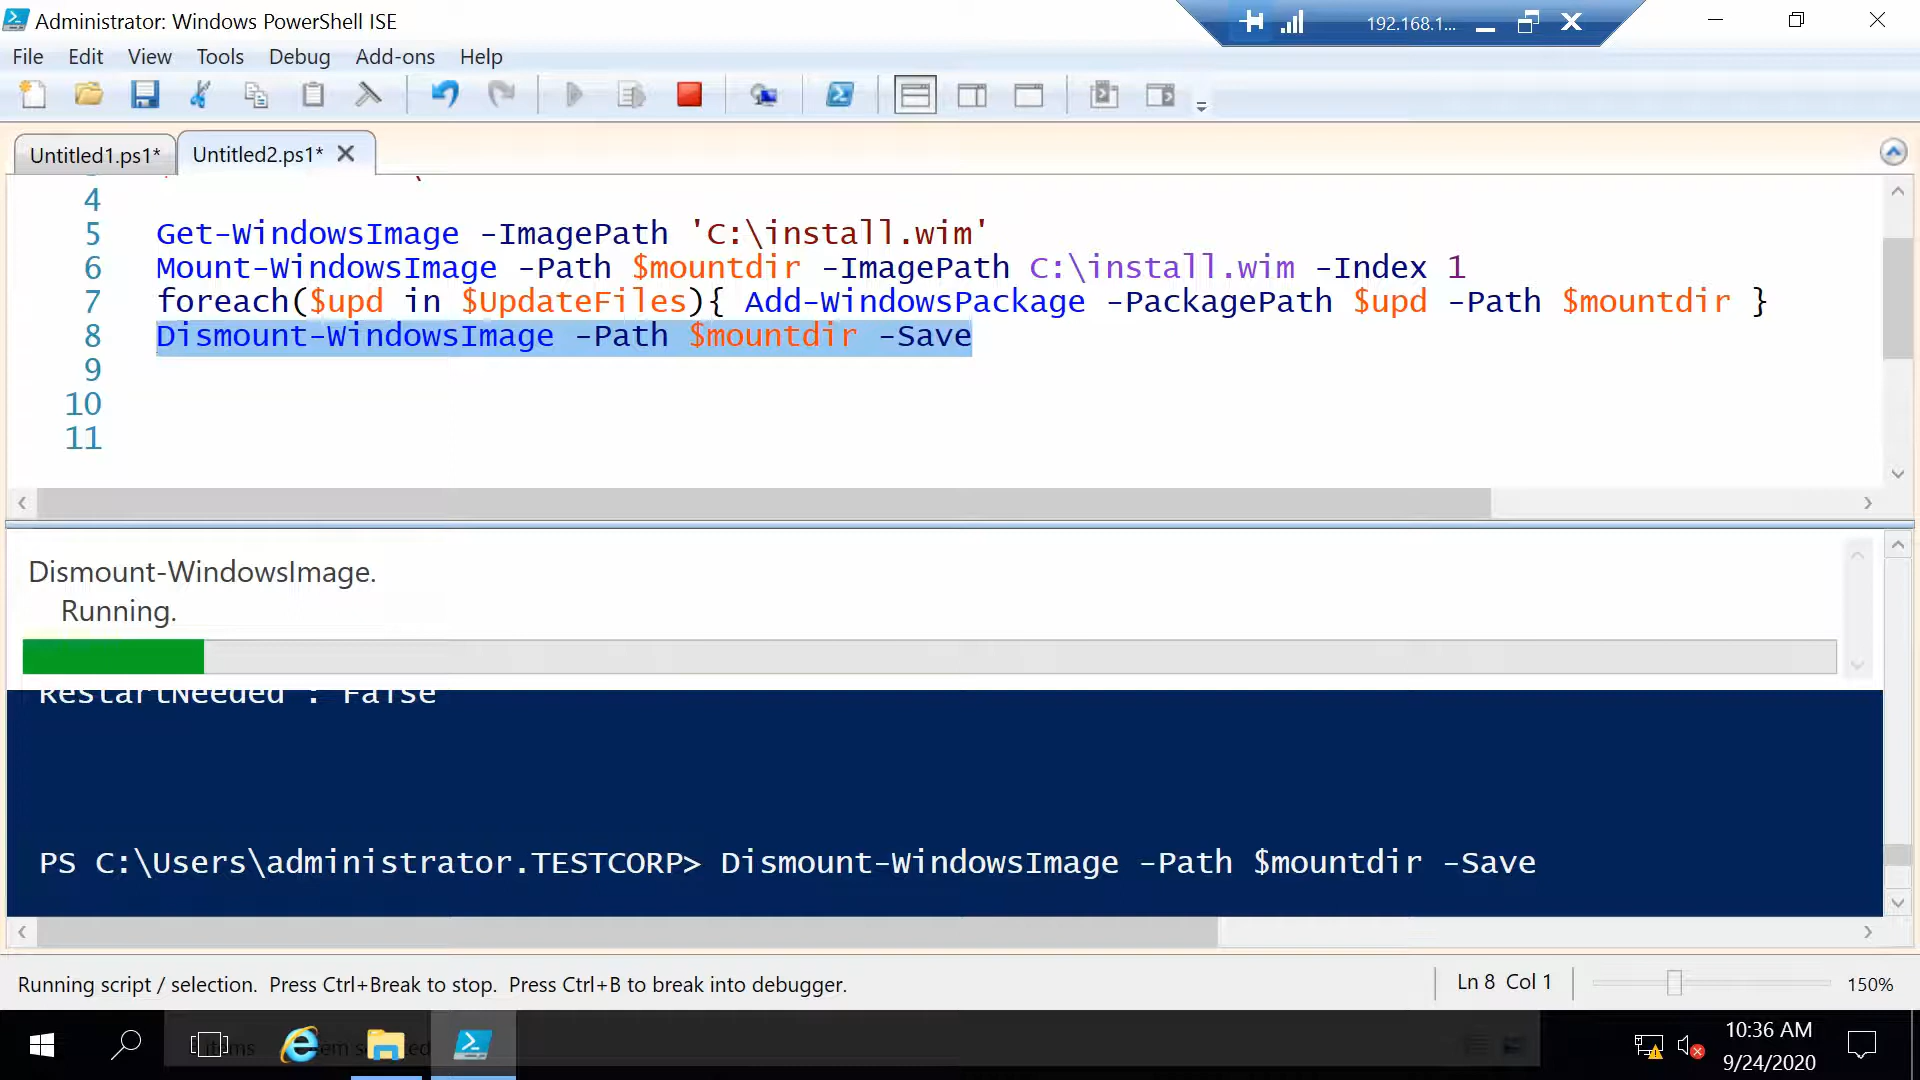 Administrator: Windows PowerShell ISE
192.168.1...
File Edit View Tools Debug Add-ons Help
Untitled1.ps1*
Untitled2.ps1*
4
5 Get-WindowsImage -ImagePath 'C:\install.wim'
6 Mount-WindowsImage -Path $mountdir -ImagePath C:\install.wim -Index 1
7 foreach($upd in $UpdateFiles){ Add-WindowsPackage -PackagePath $upd -Path $mountdir }
8 Dismount-WindowsImage -Path $mountdir -Save
9
10
11
Dismount-WindowsImage.
Running.
RestartNeeded : False
PS C:\Users\administrator.TESTCORP> Dismount-WindowsImage -Path $mountdir -Save
Running script / selection. Press Ctrl+Break to stop. Press Ctrl+B to break into debugger.
Ln 8 Col 1
150%
10:36 AM
9/24/2020